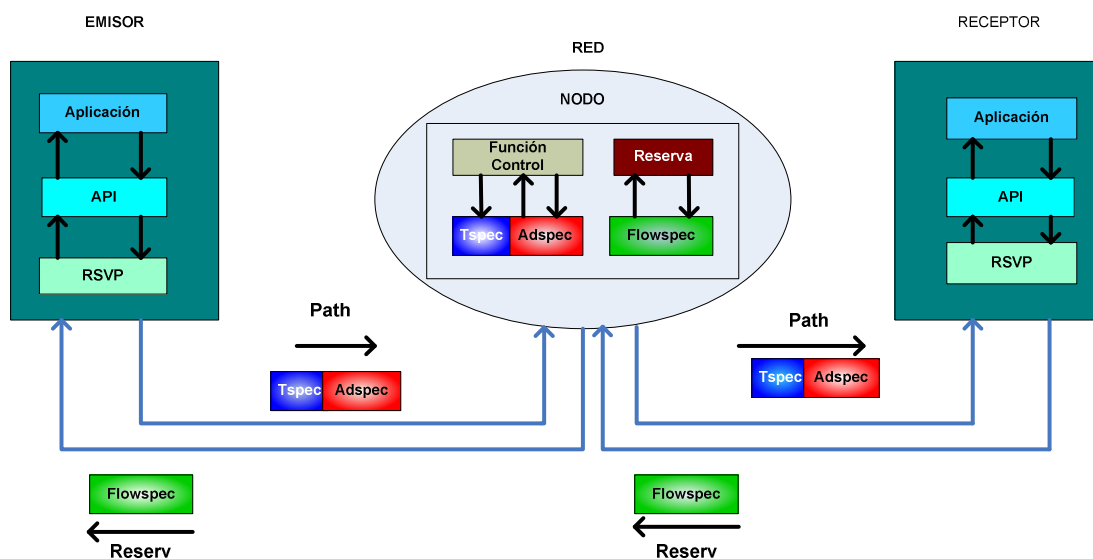 EMISOR
RECEPTOR
RED
NODO
Aplicación
API
RSVP
Función
Control
Reserva
Tspec
Adspec
Flowspec
Aplicación
API
RSVP
Path
Tspec
Adspec
Path
Tspec
Adspec
Flowspec
Reserv
Flowspec
Reserv